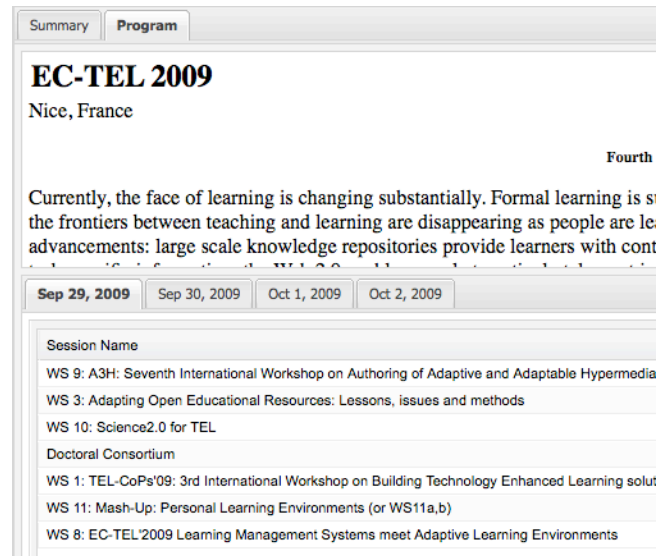 Summary Program
EC-TEL 2009
Nice, France
Fourth
Currently, the face of learning is changing substantially. Formal learning is
the frontiers between teaching and learning are disappearing as people are
advancements: large scale knowledge repositories provide learners with
Sep 29, 2009 Sep 30, 2009 Oct 1, 2009 Oct 2, 2009
Session Name
WS 9: A3H: Seventh International Workshop on Authoring of Adaptive and Adaptable Hypermedia
WS 3: Adapting Open Educational Resources: Lessons, issues and methods
WS 10: Science2.0 for TEL
Doctoral Consortium
WS 1: TEL-CoPs'09: 3rd International Workshop on Building Technology Enhanced Learning
WS 11: Mash-Up: Personal Learning Environments (or WS11a,b)
WS 8: EC-TEL'2009 Learning Management Systems meet Adaptive Learning Environments